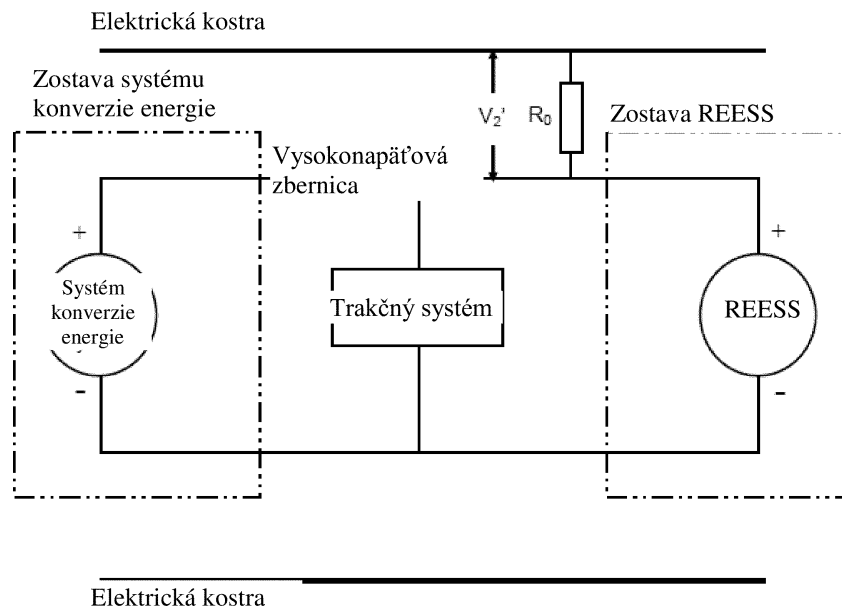 Elektrická kostra
Zostava systému
konverzie energie
V₂'
R₀
Zostava REESS
Vysokonapäťová
zbernica
+
+
Systém
konverzie
energie
Trakčný systém
REESS
-
-
Elektrická kostra